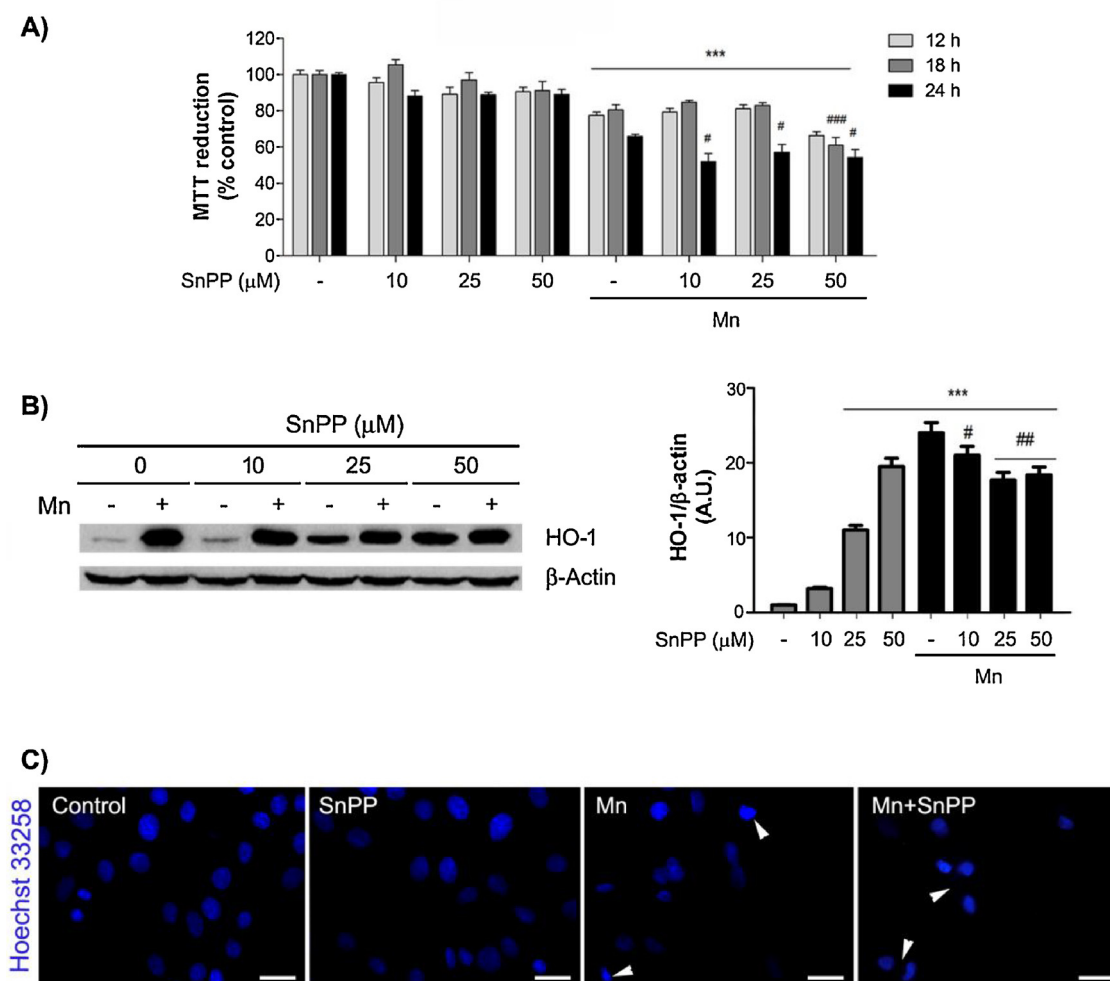 A)
MTT reduction
(% control)
120
100
80
60
40
20
0
***
# # ### #
12 h
18 h
24 h
SnPP (μM) - 10 25 50 - 10 25 50
Mn
B)
SnPP (μM)
0 10 25 50
Mn - + - + - + - +
HO-1
β-Actin
HO-1/β-actin
(A.U.)
30
20
10
0
***
# ##
SnPP (μM) - 10 25 50 - 10 25 50
Mn
C)
Hoechst 33258
Control SnPP Mn Mn+SnPP